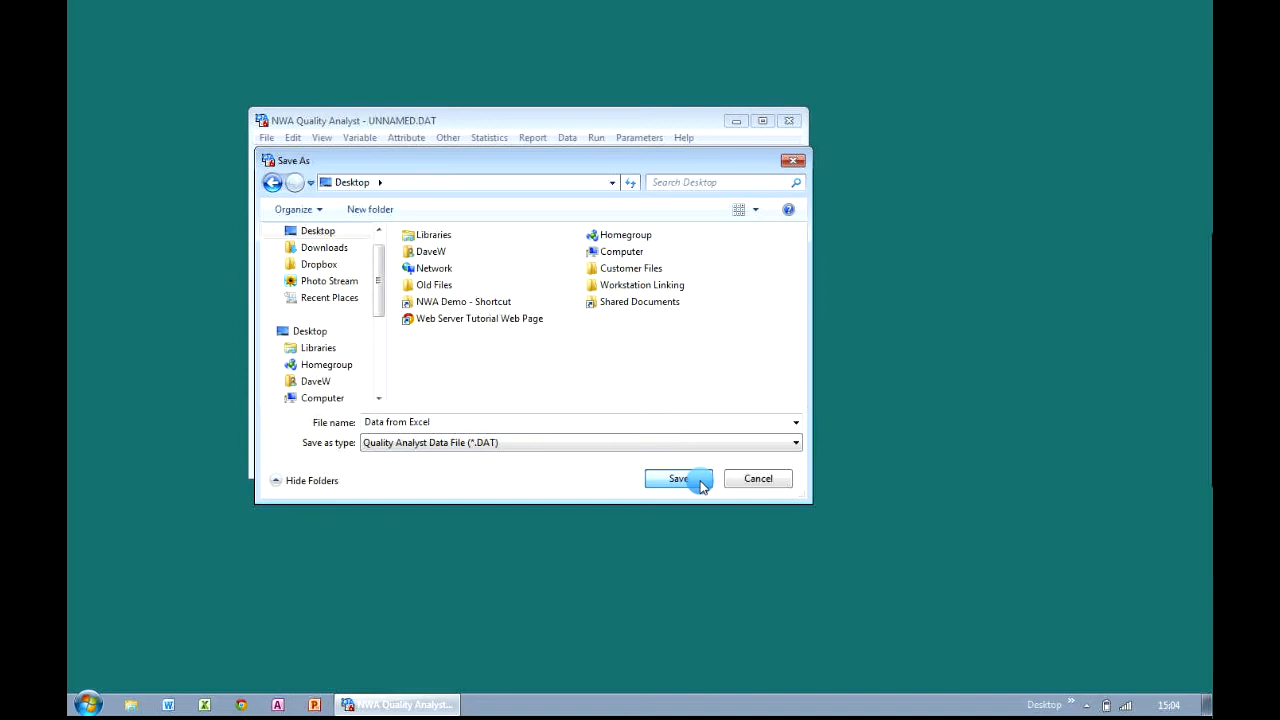 NWA Quality Analyst - UNNAMED.DAT
File Edit View Variable Attribute Other Statistics Report Data Run Parameters Help
Save As
Desktop
Search Desktop
Organize New folder
Desktop
Downloads
Dropbox
Photo Stream
Recent Places
Desktop
Libraries
Homegroup
DaveW
Computer
Libraries Homegroup
DaveW Computer
Network Customer Files
Old Files Workstation Linking
NWA Demo - Shortcut Shared Documents
Web Server Tutorial Web Page
File name: Data from Excel
Save as type: Quality Analyst Data File (*.DAT)
Hide Folders Save Cancel
NWA Quality Analyst... Desktop 15:04